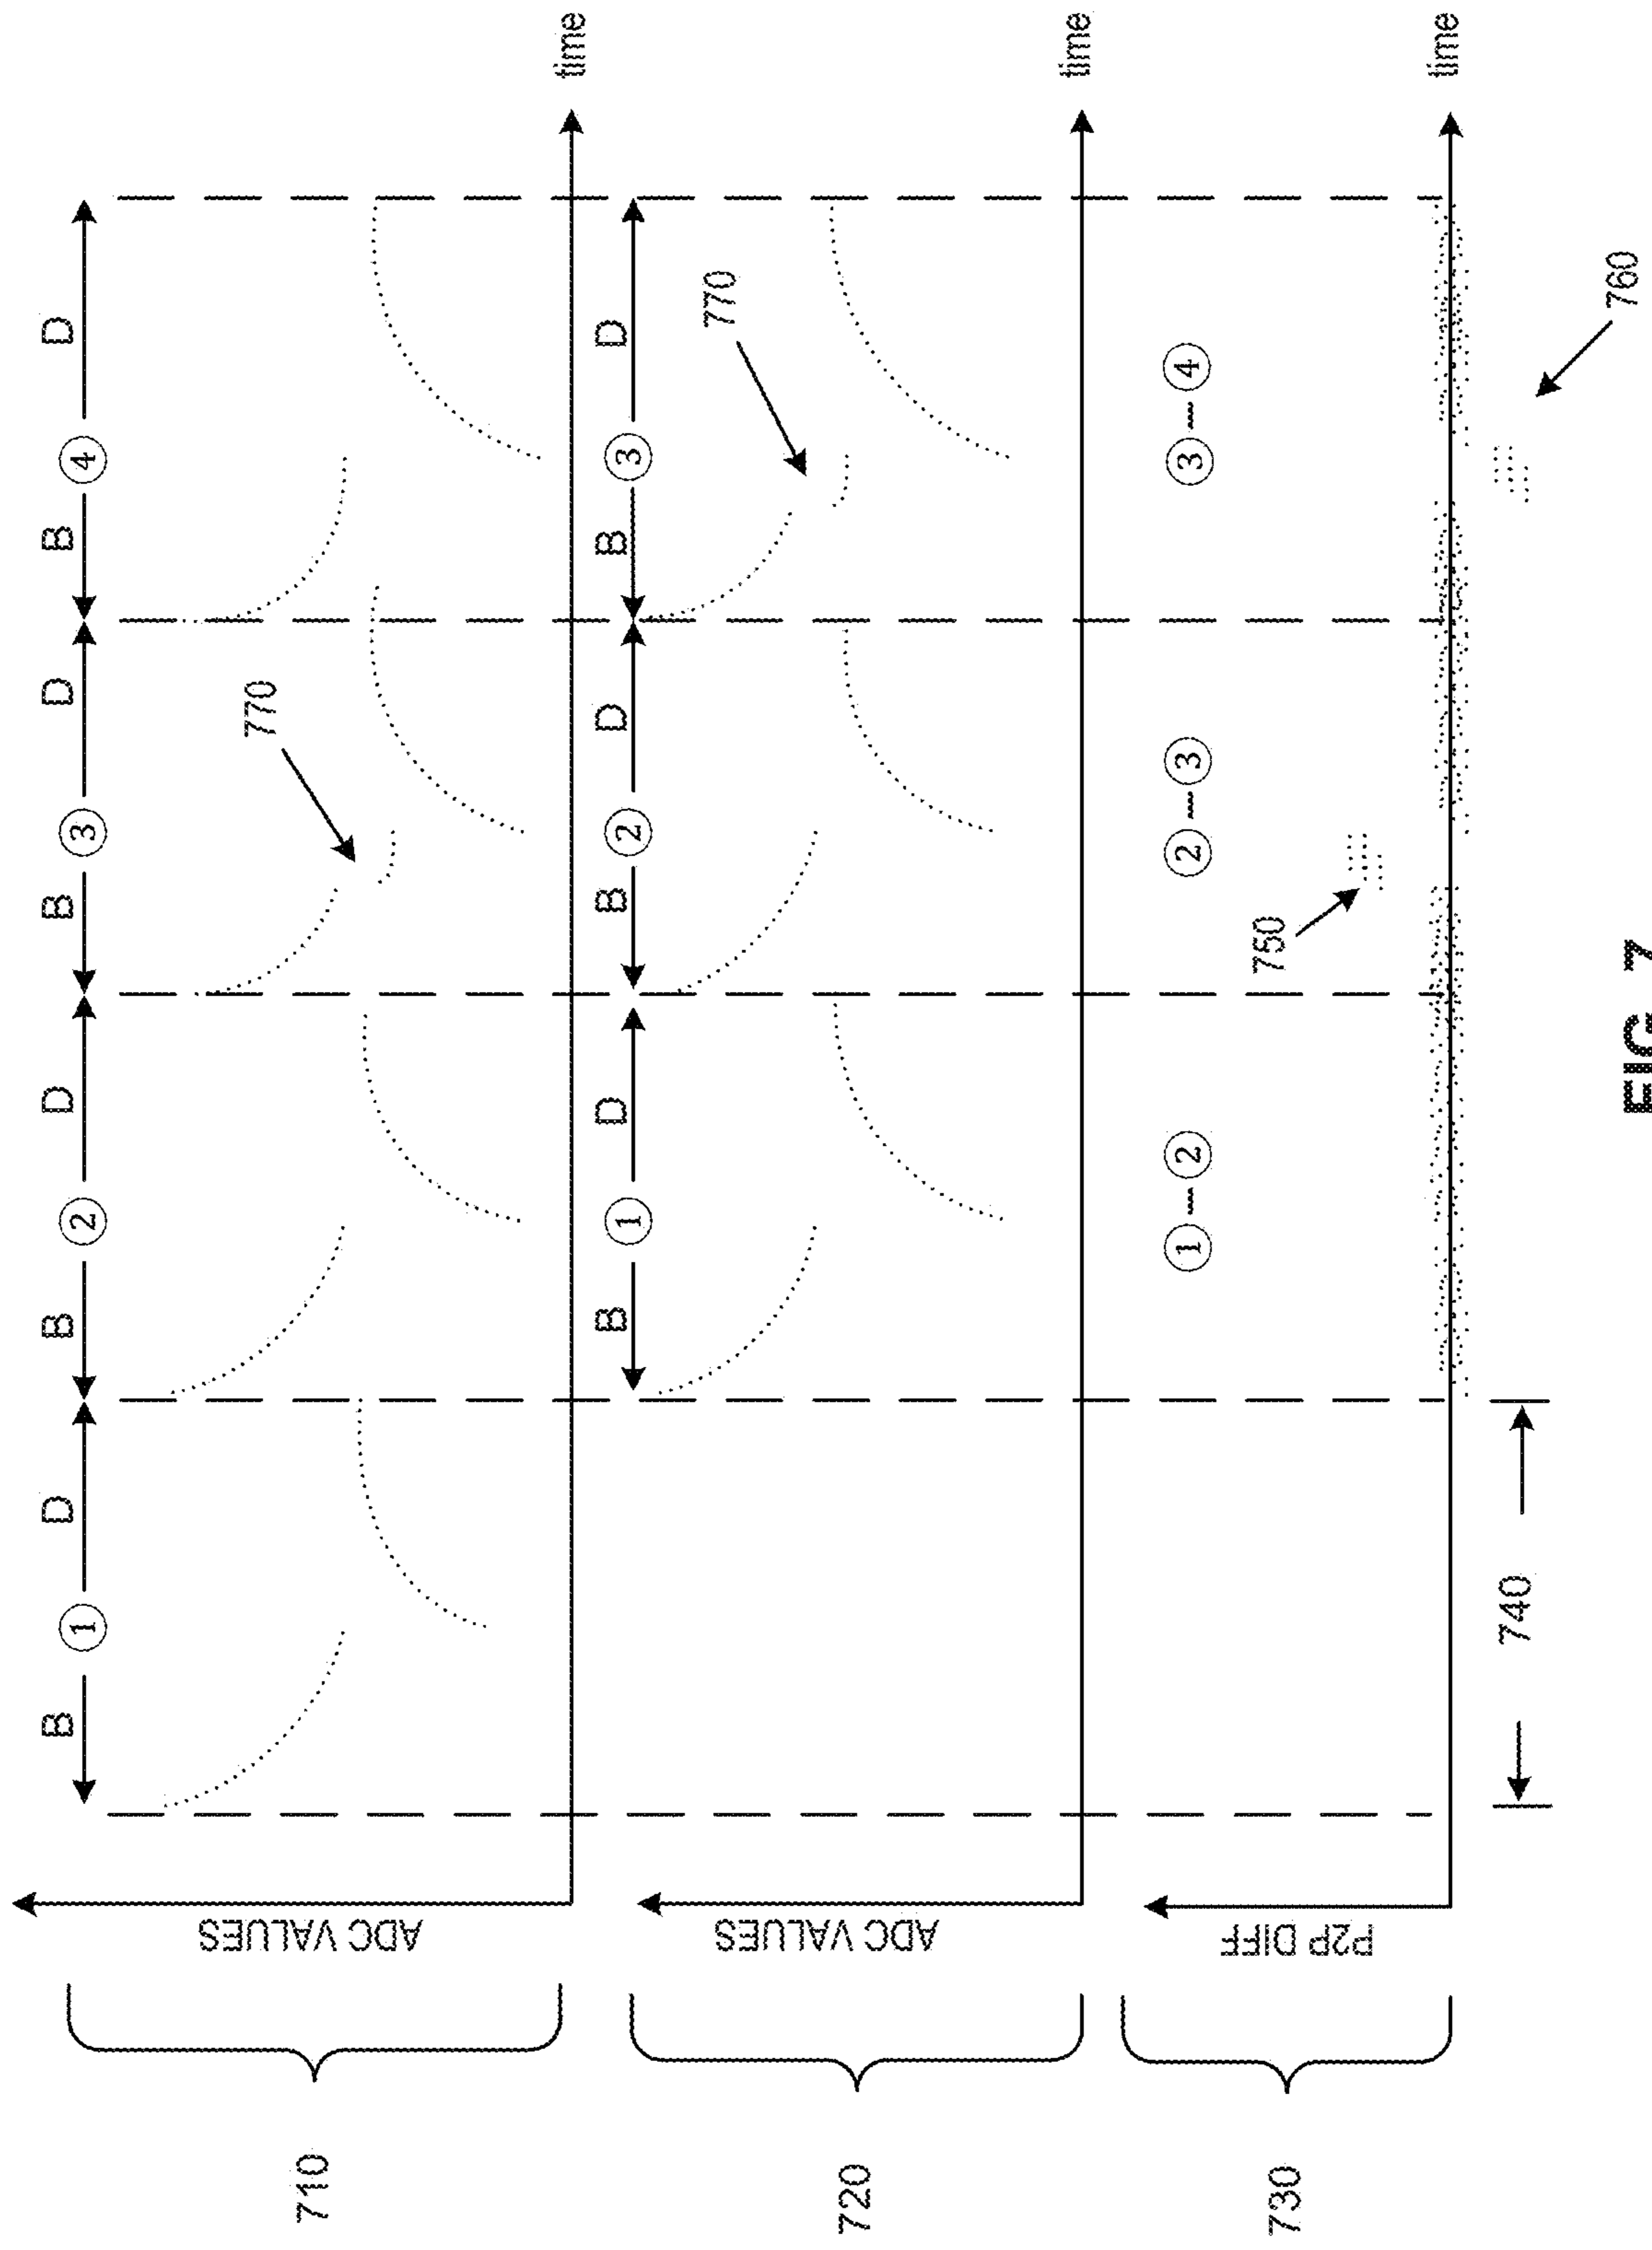 710
ADC VALUES
B ① D
B ② D
B ③ D
B ④ D
770
time
720
ADC VALUES
B ① D
B ② D
B ③ D
770
time
730
P2P DIFF
①–②
②–③
③–④
750
time
740
760
FIG. 7